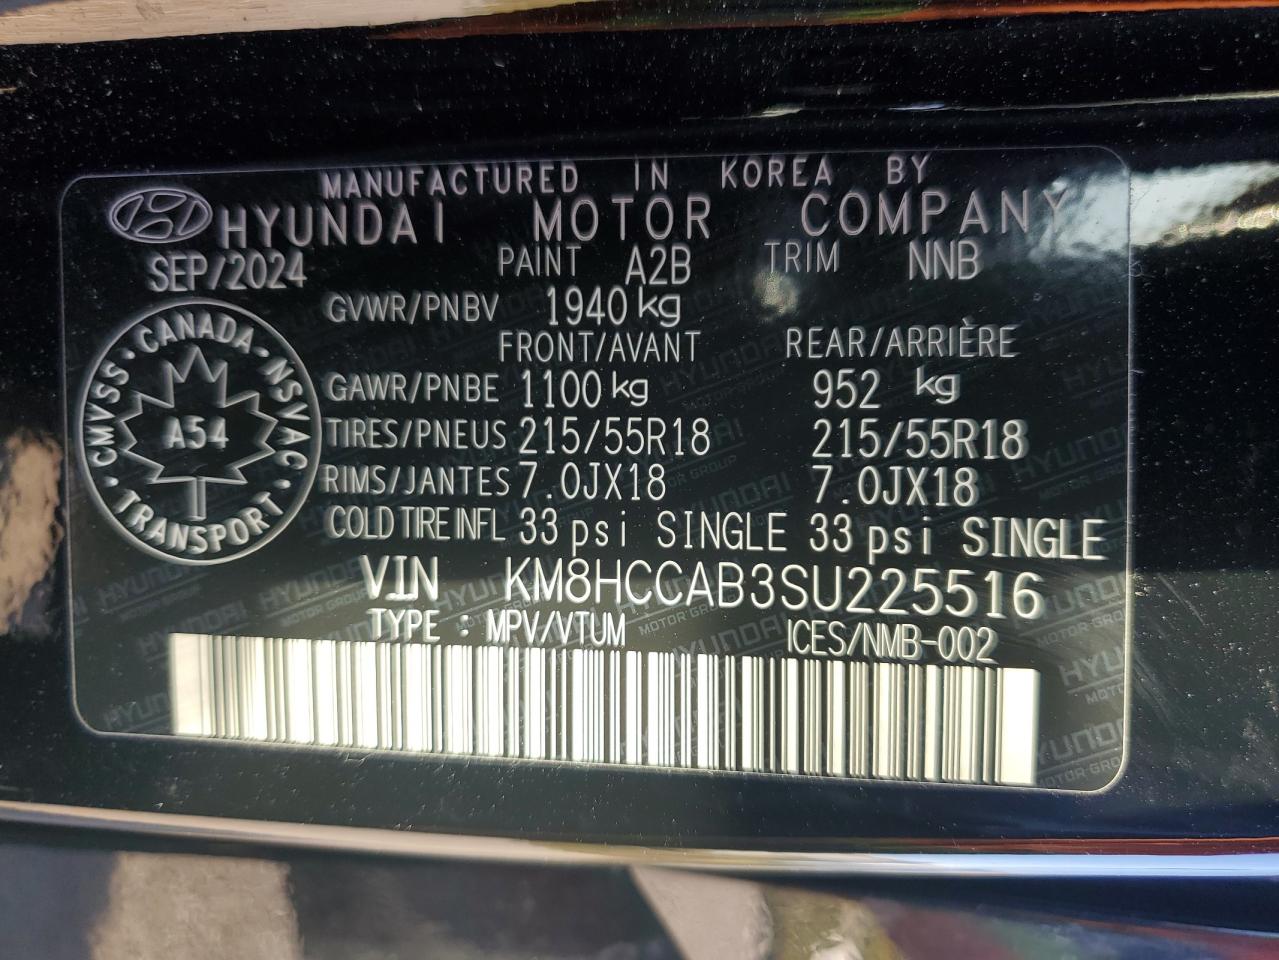 MANUFACTURED IN KOREA BY
HYUNDAI MOTOR COMPANY
SEP/2024 PAINT A2B TRIM NNB
GVWR/PNBV 1940 kg
FRONT/AVANT REAR/ARRIÈRE
GAWR/PNBE 1100 kg 952 kg
TIRES/PNEUS 215/55R18 215/55R18
RIMS/JANTES 7.0JX18 7.0JX18
COLD TIRE INFL 33 psi SINGLE 33 psi SINGLE
VIN KM8HCCAB3SU225516
TYPE : MPV/VTUM ICES/NMB-002
CMVSS · CANADA · NSVAC · TRANSPORT ·
A54
HYUNDAI
MOTOR GROUP